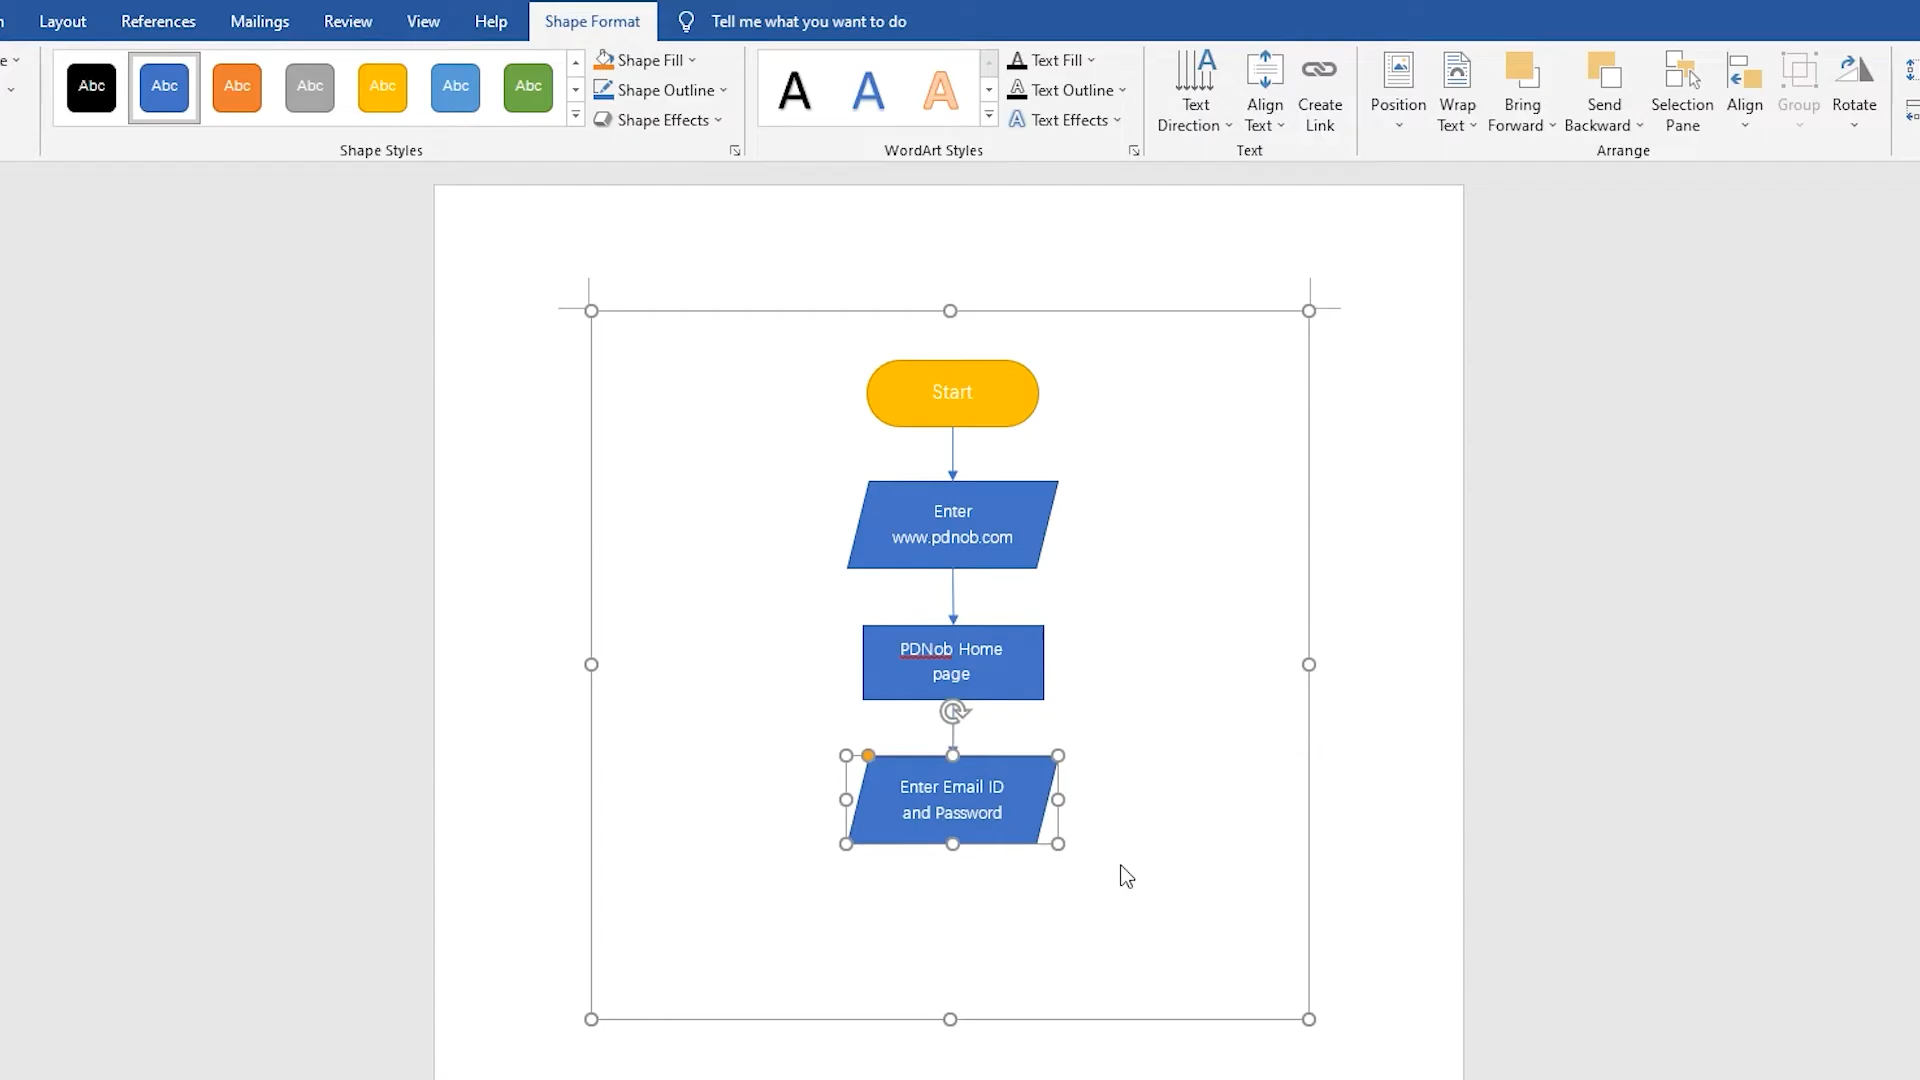 Layout References Mailings Review View Help Shape Format Tell me what you want to do
Abc Abc Abc Abc Abc Abc Abc
Shape Fill
Shape Outline
Shape Effects
Shape Styles
A A A
Text Fill
Text Outline
Text Effects
WordArt Styles
Text Direction
Align Text
Create Link
Text
Position
Wrap Text
Bring Forward
Send Backward
Selection Pane
Align
Group
Rotate
Arrange
Start
Enter
www.pdnob.com
PDNob Home
page
Enter Email ID
and Password